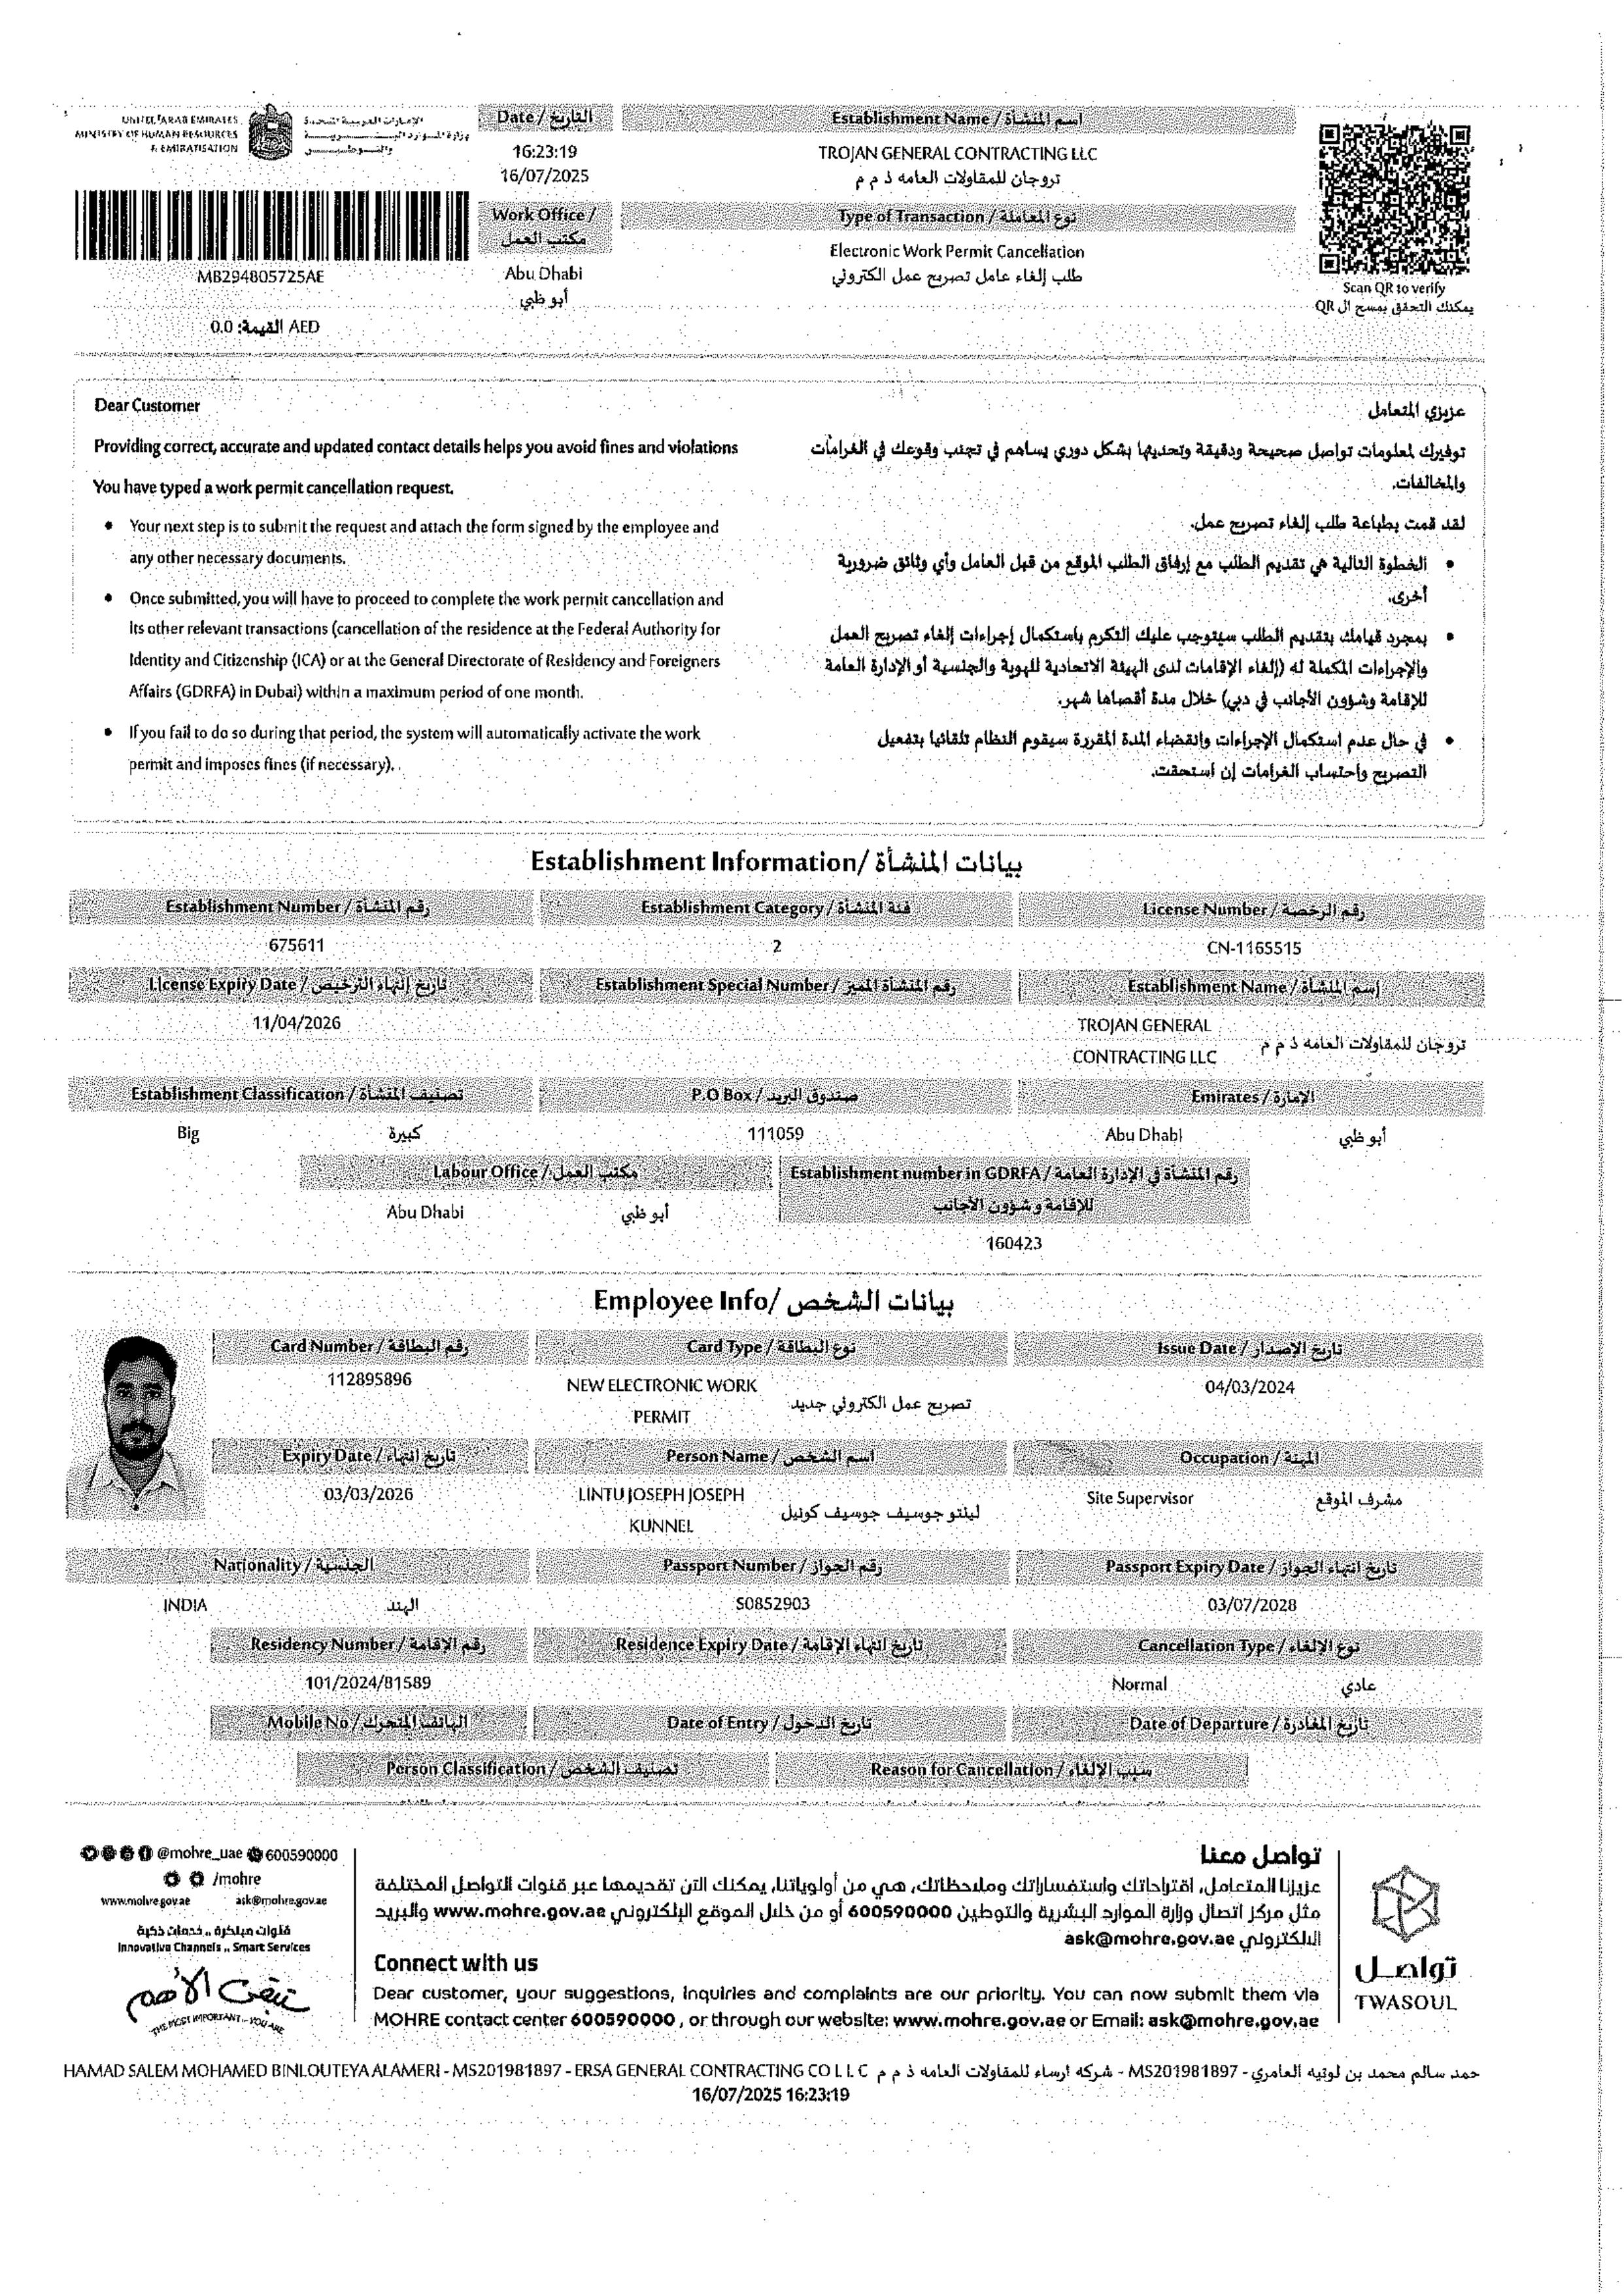 UNITED ARAB EMIRATES
MINISTRY OF HUMAN RESOURCES
& EMIRATISATION
الإمارات العربية المتحدة
وزارة الموارد البشرية
والتوطين
Date / التاريخ
16:23:19
16/07/2025
Work Office /
مكتب العمل
Abu Dhabi
أبو ظبي
Establishment Name / اسم المنشأة
TROJAN GENERAL CONTRACTING LLC
تروجان للمقاولات العامه ذ م م
Type of Transaction / نوع المعاملة
Electronic Work Permit Cancellation
طلب إلغاء عامل تصريح عمل الكتروني
MB294805725AE
AED القيمة: 0.0
Scan QR to verify
يمكنك التحقق بمسح ال QR
Dear Customer
Providing correct, accurate and updated contact details helps you avoid fines and violations
You have typed a work permit cancellation request.
• Your next step is to submit the request and attach the form signed by the employee and
any other necessary documents.
• Once submitted, you will have to proceed to complete the work permit cancellation and
its other relevant transactions (cancellation of the residence at the Federal Authority for
Identity and Citizenship (ICA) or at the General Directorate of Residency and Foreigners
Affairs (GDRFA) in Dubai) within a maximum period of one month.
• If you fail to do so during that period, the system will automatically activate the work
permit and imposes fines (if necessary).
عزيزي المتعامل
توفيرك لمعلومات تواصل صحيحة ودقيقة وتحديثها بشكل دوري يساهم في تجنب وقوعك في الغرامات
والمخالفات.
لقد قمت بطباعة طلب إلغاء تصريح عمل.
• الخطوة التالية هي تقديم الطلب مع إرفاق الطلب الموقع من قبل العامل وأي وثائق ضرورية
أخرى.
• بمجرد قيامك بتقديم الطلب سيتوجب عليك التكرم باستكمال إجراءات إلغاء تصريح العمل
والإجراءات المكملة له (إلغاء الإقامات لدى الهيئة الاتحادية للهوية والجنسية أو الإدارة العامة
للإقامة وشؤون الأجانب في دبي) خلال مدة أقصاها شهر.
• في حال عدم استكمال الإجراءات وانقضاء المدة المقررة سيقوم النظام تلقائيا بتفعيل
التصريح واحتساب الغرامات إن استحقت.
Establishment Information/ بيانات المنشأة
Establishment Number / رقم المنشأة Establishment Category / فئة المنشأة License Number / رقم الرخصة
675611 2 CN-1165515
License Expiry Date / تاريخ إنتهاء الترخيص Establishment Special Number / رقم المنشاة المميز Establishment Name / إسم المنشأة
11/04/2026 TROJAN GENERAL
CONTRACTING LLC تروجان للمقاولات العامه ذ م م
Establishment Classification / تصنيف المنشأة P.O Box / صندوق البريد Emirates / الإمارة
Big كبيرة 111059 Abu Dhabi أبو ظبي
Labour Office / مكتب العمل Establishment number in GDRFA / رقم المنشأة في الإدارة العامة
للإقامة وشؤون الأجانب
Abu Dhabi أبو ظبي
160423
Employee Info/ بيانات الشخص
Card Number / رقم البطاقة Card Type / نوع البطاقة Issue Date / تاريخ الإصدار
112895896 NEW ELECTRONIC WORK
PERMIT تصريح عمل الكتروني جديد 04/03/2024
Expiry Date / تاريخ انتهاء Person Name / اسم الشخص Occupation / المهنة
03/03/2026 LINTU JOSEPH JOSEPH
KUNNEL لينتو جوسيف جوسيف كونيل Site Supervisor مشرف الموقع
Nationality / الجنسية Passport Number / رقم الجواز Passport Expiry Date / تاريخ انتهاء الجواز
INDIA الهند S0852903 03/07/2028
Residency Number / رقم الإقامة Residence Expiry Date / تاريخ انتهاء الإقامة Cancellation Type / نوع الالغاء
101/2024/81589 Normal عادي
Mobile No / الهاتف المتحرك Date of Entry / تاريخ الدخول Date of Departure / تاريخ المغادرة
Person Classification / تصنيف الشخص Reason for Cancellation / سبب الالغاء
@mohre_uae 600590000
/mohre
www.mohre.gov.ae ask@mohre.gov.ae
قنوات مبتكرة .. خدمات ذكية
Innovative Channels .. Smart Services
THE MOST IMPORTANT.. YOU ARE
تواصل معنا
عزيزنا المتعامل، اقتراحاتك واستفساراتك وملاحظاتك، هي من أولوياتنا، يمكنك الآن تقديمها عبر قنوات التواصل المختلفة
مثل مركز اتصال وزارة الموارد البشرية والتوطين 600590000 أو من خلال الموقع الإلكتروني www.mohre.gov.ae والبريد
الالكتروني ask@mohre.gov.ae
Connect with us
Dear customer, your suggestions, inquiries and complaints are our priority. You can now submit them via
MOHRE contact center 600590000 , or through our website: www.mohre.gov.ae or Email: ask@mohre.gov.ae
تواصل
TWASOUL
HAMAD SALEM MOHAMED BINLOUTEYA ALAMERI - MS201981897 - ERSA GENERAL CONTRACTING CO L L C حمد سالم محمد بن لوتيه العامري - MS201981897 - شركه ارساء للمقاولات العامه ذ م م
16/07/2025 16:23:19